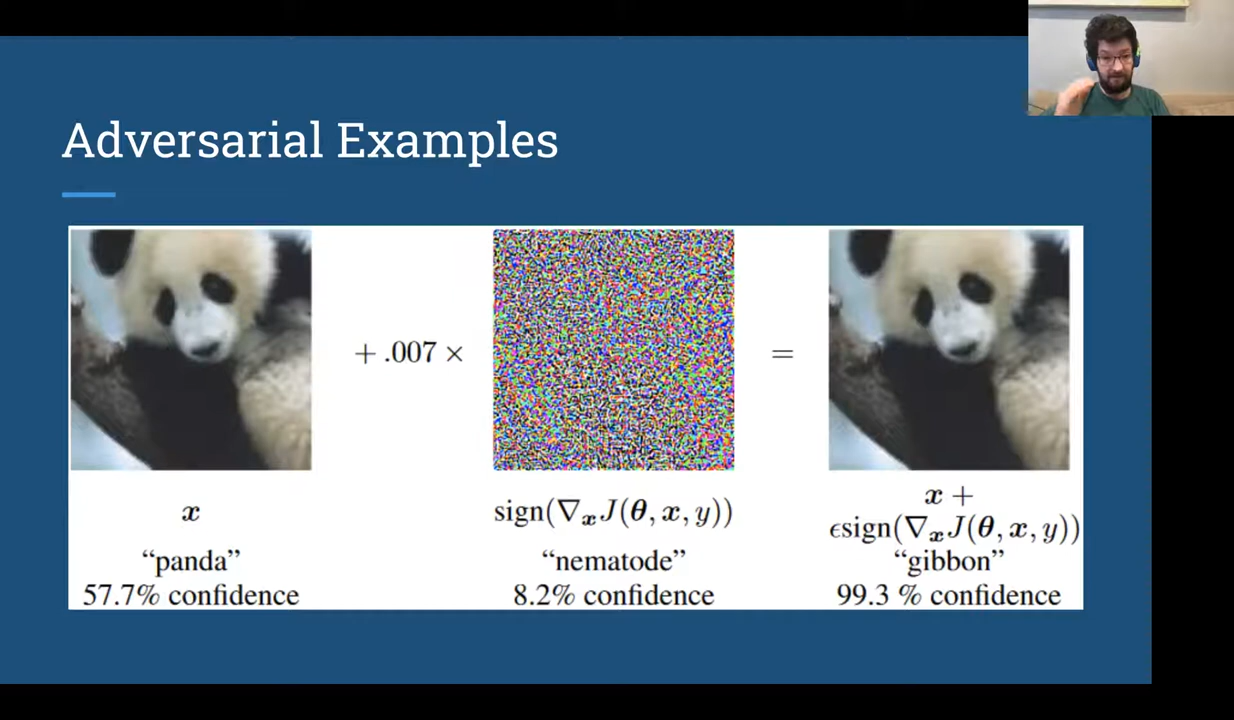 Adversarial Examples
+ .007 ×
=
x
“panda”
57.7% confidence
sign(∇ₓJ(θ, x, y))
“nematode”
8.2% confidence
x +
ϵsign(∇ₓJ(θ, x, y))
“gibbon”
99.3 % confidence